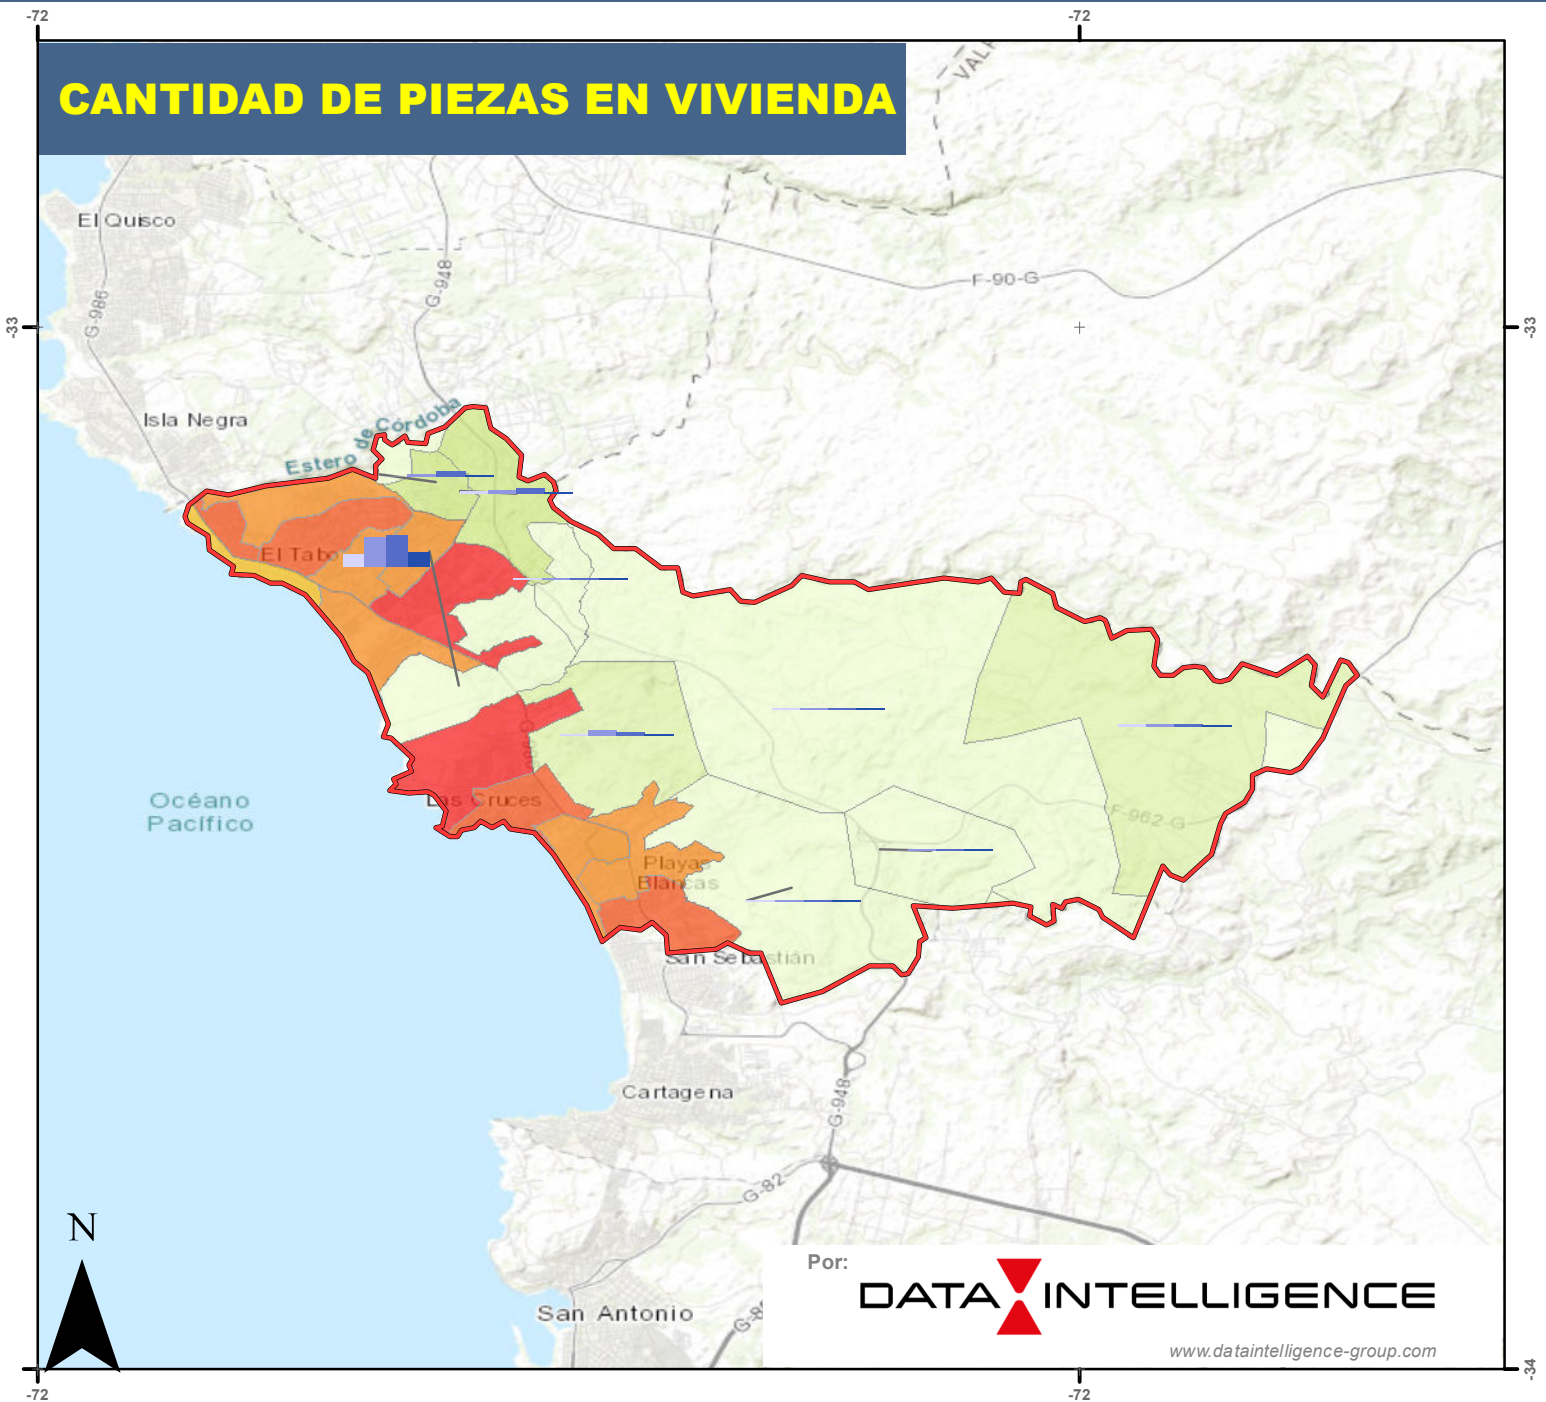 -72
-72
CANTIDAD DE PIEZAS EN VIVIENDA
El Quisco
G-986
G-948
F-90-G
-33
-33
Isla Negra
Estero de Córdoba
El Tabo
Océano
Pacífico
Las Cruces
F-962-G
Playas
Blancas
San Sebastián
Cartagena
G-948
G-82
N
San Antonio
Por:
DATA INTELLIGENCE
www.dataintelligence-group.com
-34
-72
-72